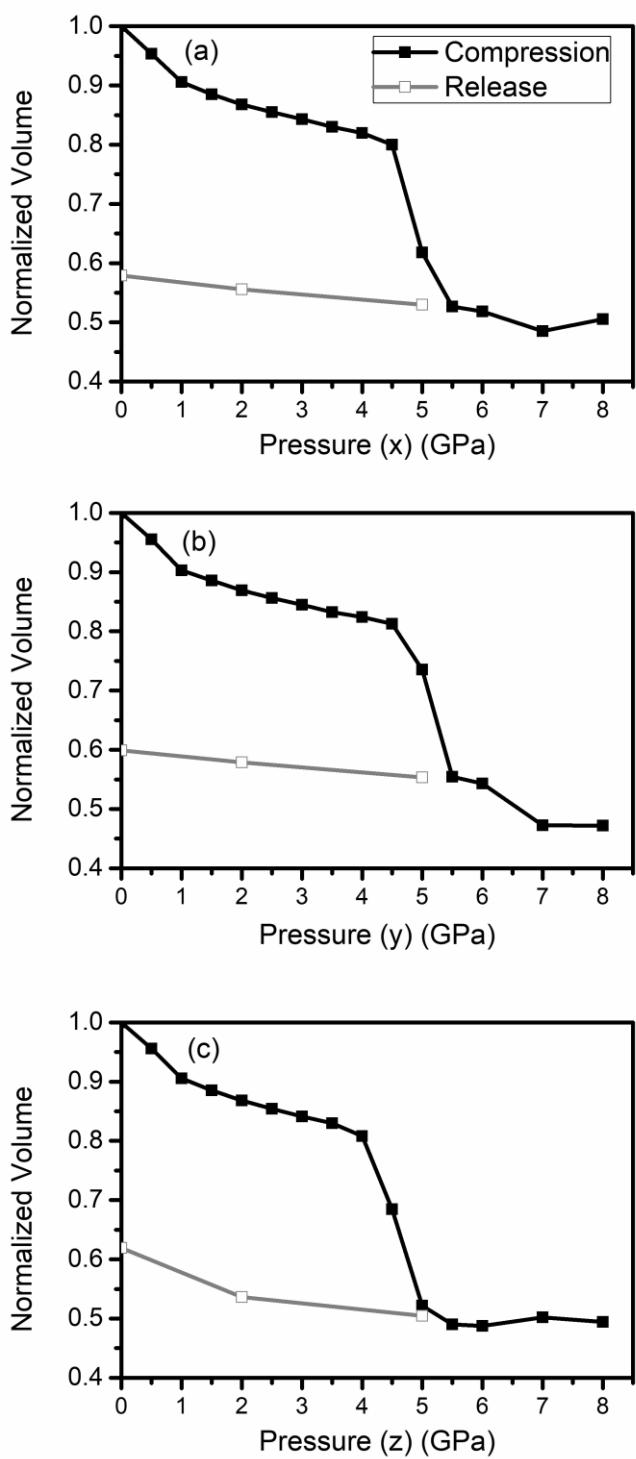 (a)
Compression
Release
Normalized Volume
1.0
0.9
0.8
0.7
0.6
0.5
0.4
0 1 2 3 4 5 6 7 8
Pressure (x) (GPa)
(b)
Normalized Volume
1.0
0.9
0.8
0.7
0.6
0.5
0.4
0 1 2 3 4 5 6 7 8
Pressure (y) (GPa)
(c)
Normalized Volume
1.0
0.9
0.8
0.7
0.6
0.5
0.4
0 1 2 3 4 5 6 7 8
Pressure (z) (GPa)